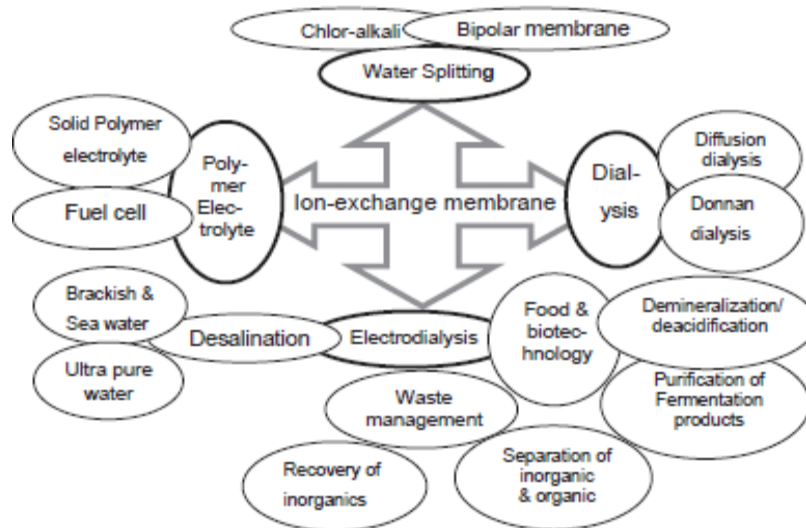 Chlor-alkali
Bipolar membrane
Water Splitting
Solid Polymer
electrolyte
Fuel cell
Poly-
mer
Elec-
trolyte
Ion-exchange membrane
Dial-
ysis
Diffusion
dialysis
Donnan
dialysis
Brackish &
Sea water
Ultra pure
water
Desalination
Electrodialysis
Food &
biotec-
hnology
Demineralization/
deacidification
Purification of
Fermentation
products
Waste
management
Recovery of
inorganics
Separation of
inorganic
& organic